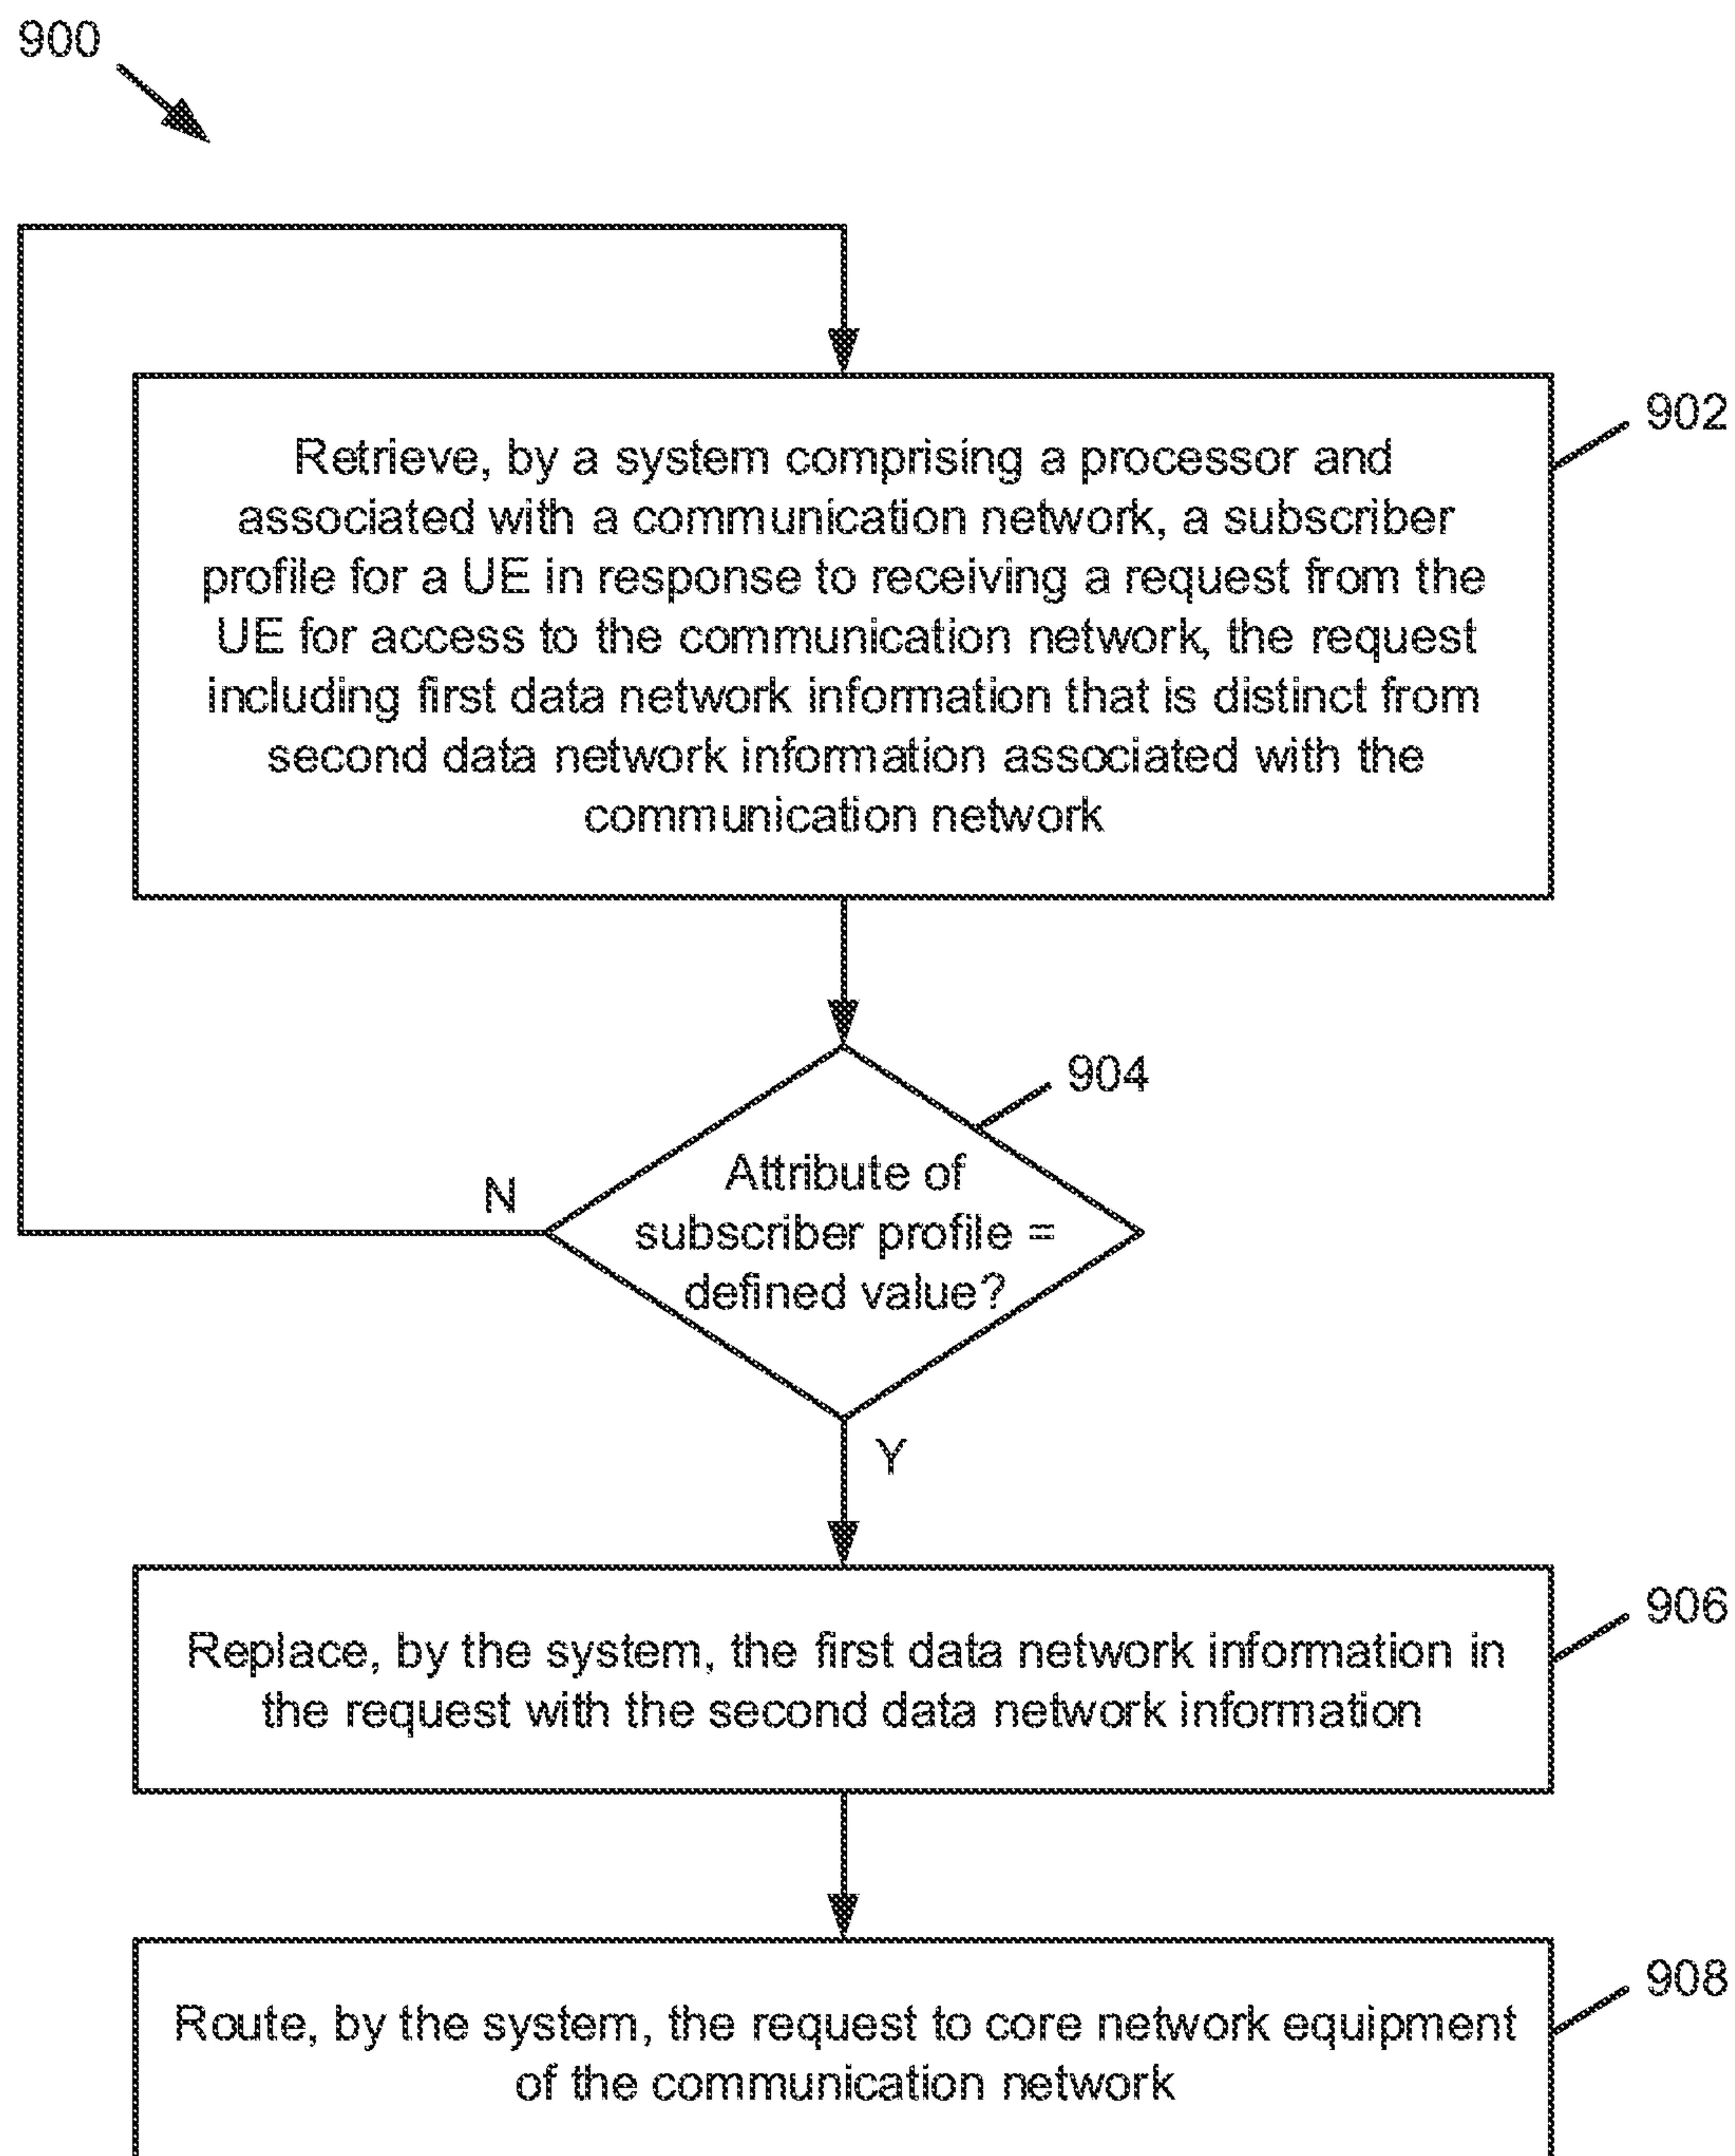 900
902
Retrieve, by a system comprising a processor and
associated with a communication network, a subscriber
profile for a UE in response to receiving a request from the
UE for access to the communication network, the request
including first data network information that is distinct from
second data network information associated with the
communication network
904
Attribute of
subscriber profile =
defined value?
N
Y
906
Replace, by the system, the first data network information in
the request with the second data network information
908
Route, by the system, the request to core network equipment
of the communication network